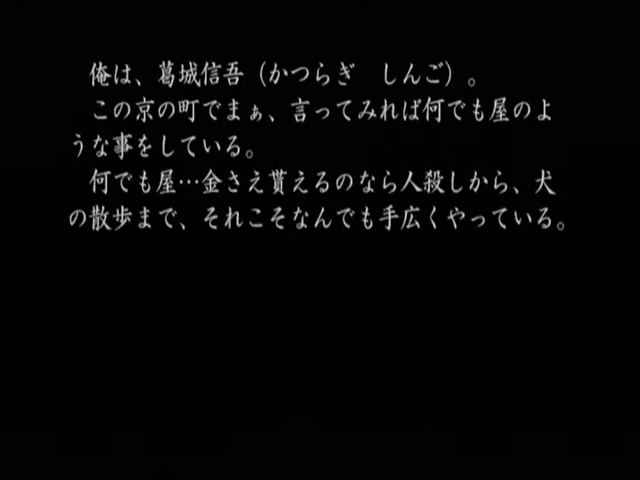 俺は、葛城信吾（かつらぎ　しんご）。
この京の町でまぁ、言ってみれば何でも屋のよ
うな事をしている。
何でも屋…金さえ貰えるのなら人殺しから、犬
の散歩まで、それこそなんでも手広くやっている。